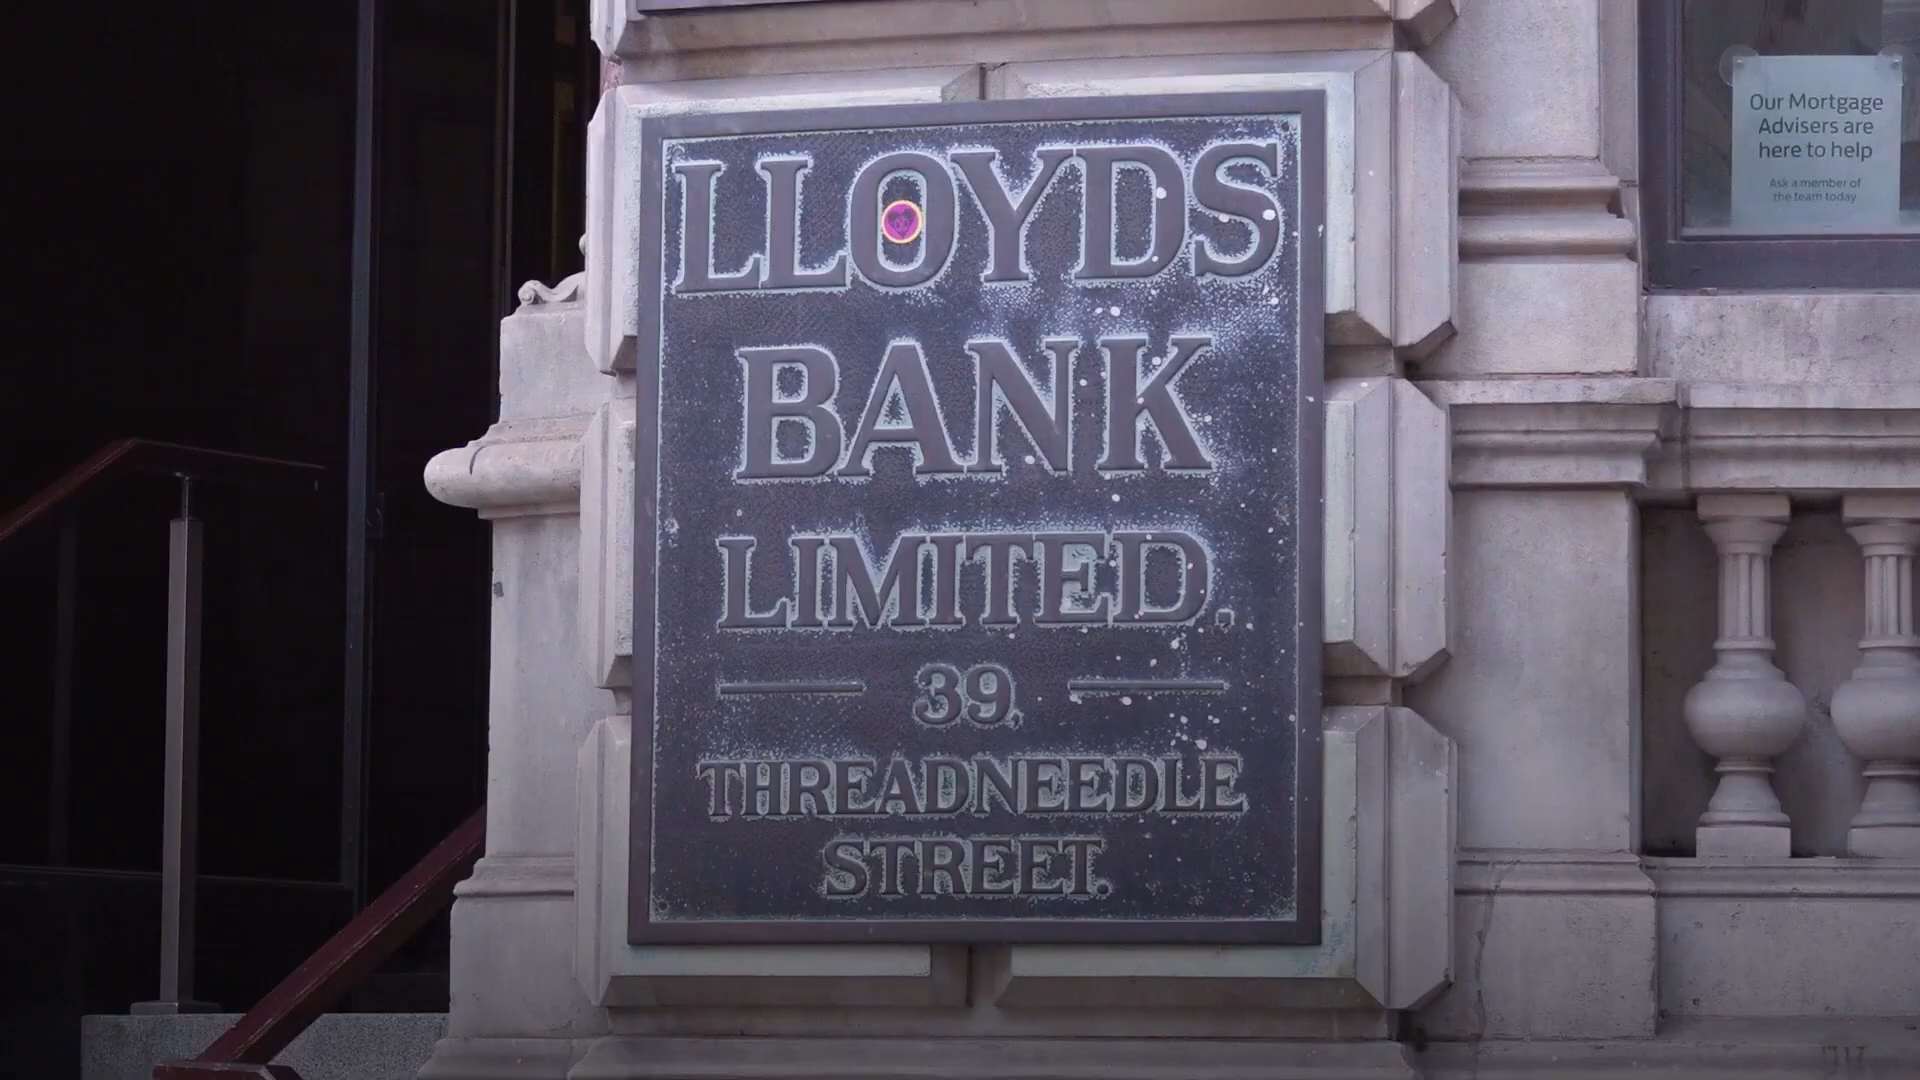 LLOYDS
BANK
LIMITED.
39,
THREADNEEDLE
STREET.
Our Mortgage
Advisers are
here to help
Ask a member of
the team today